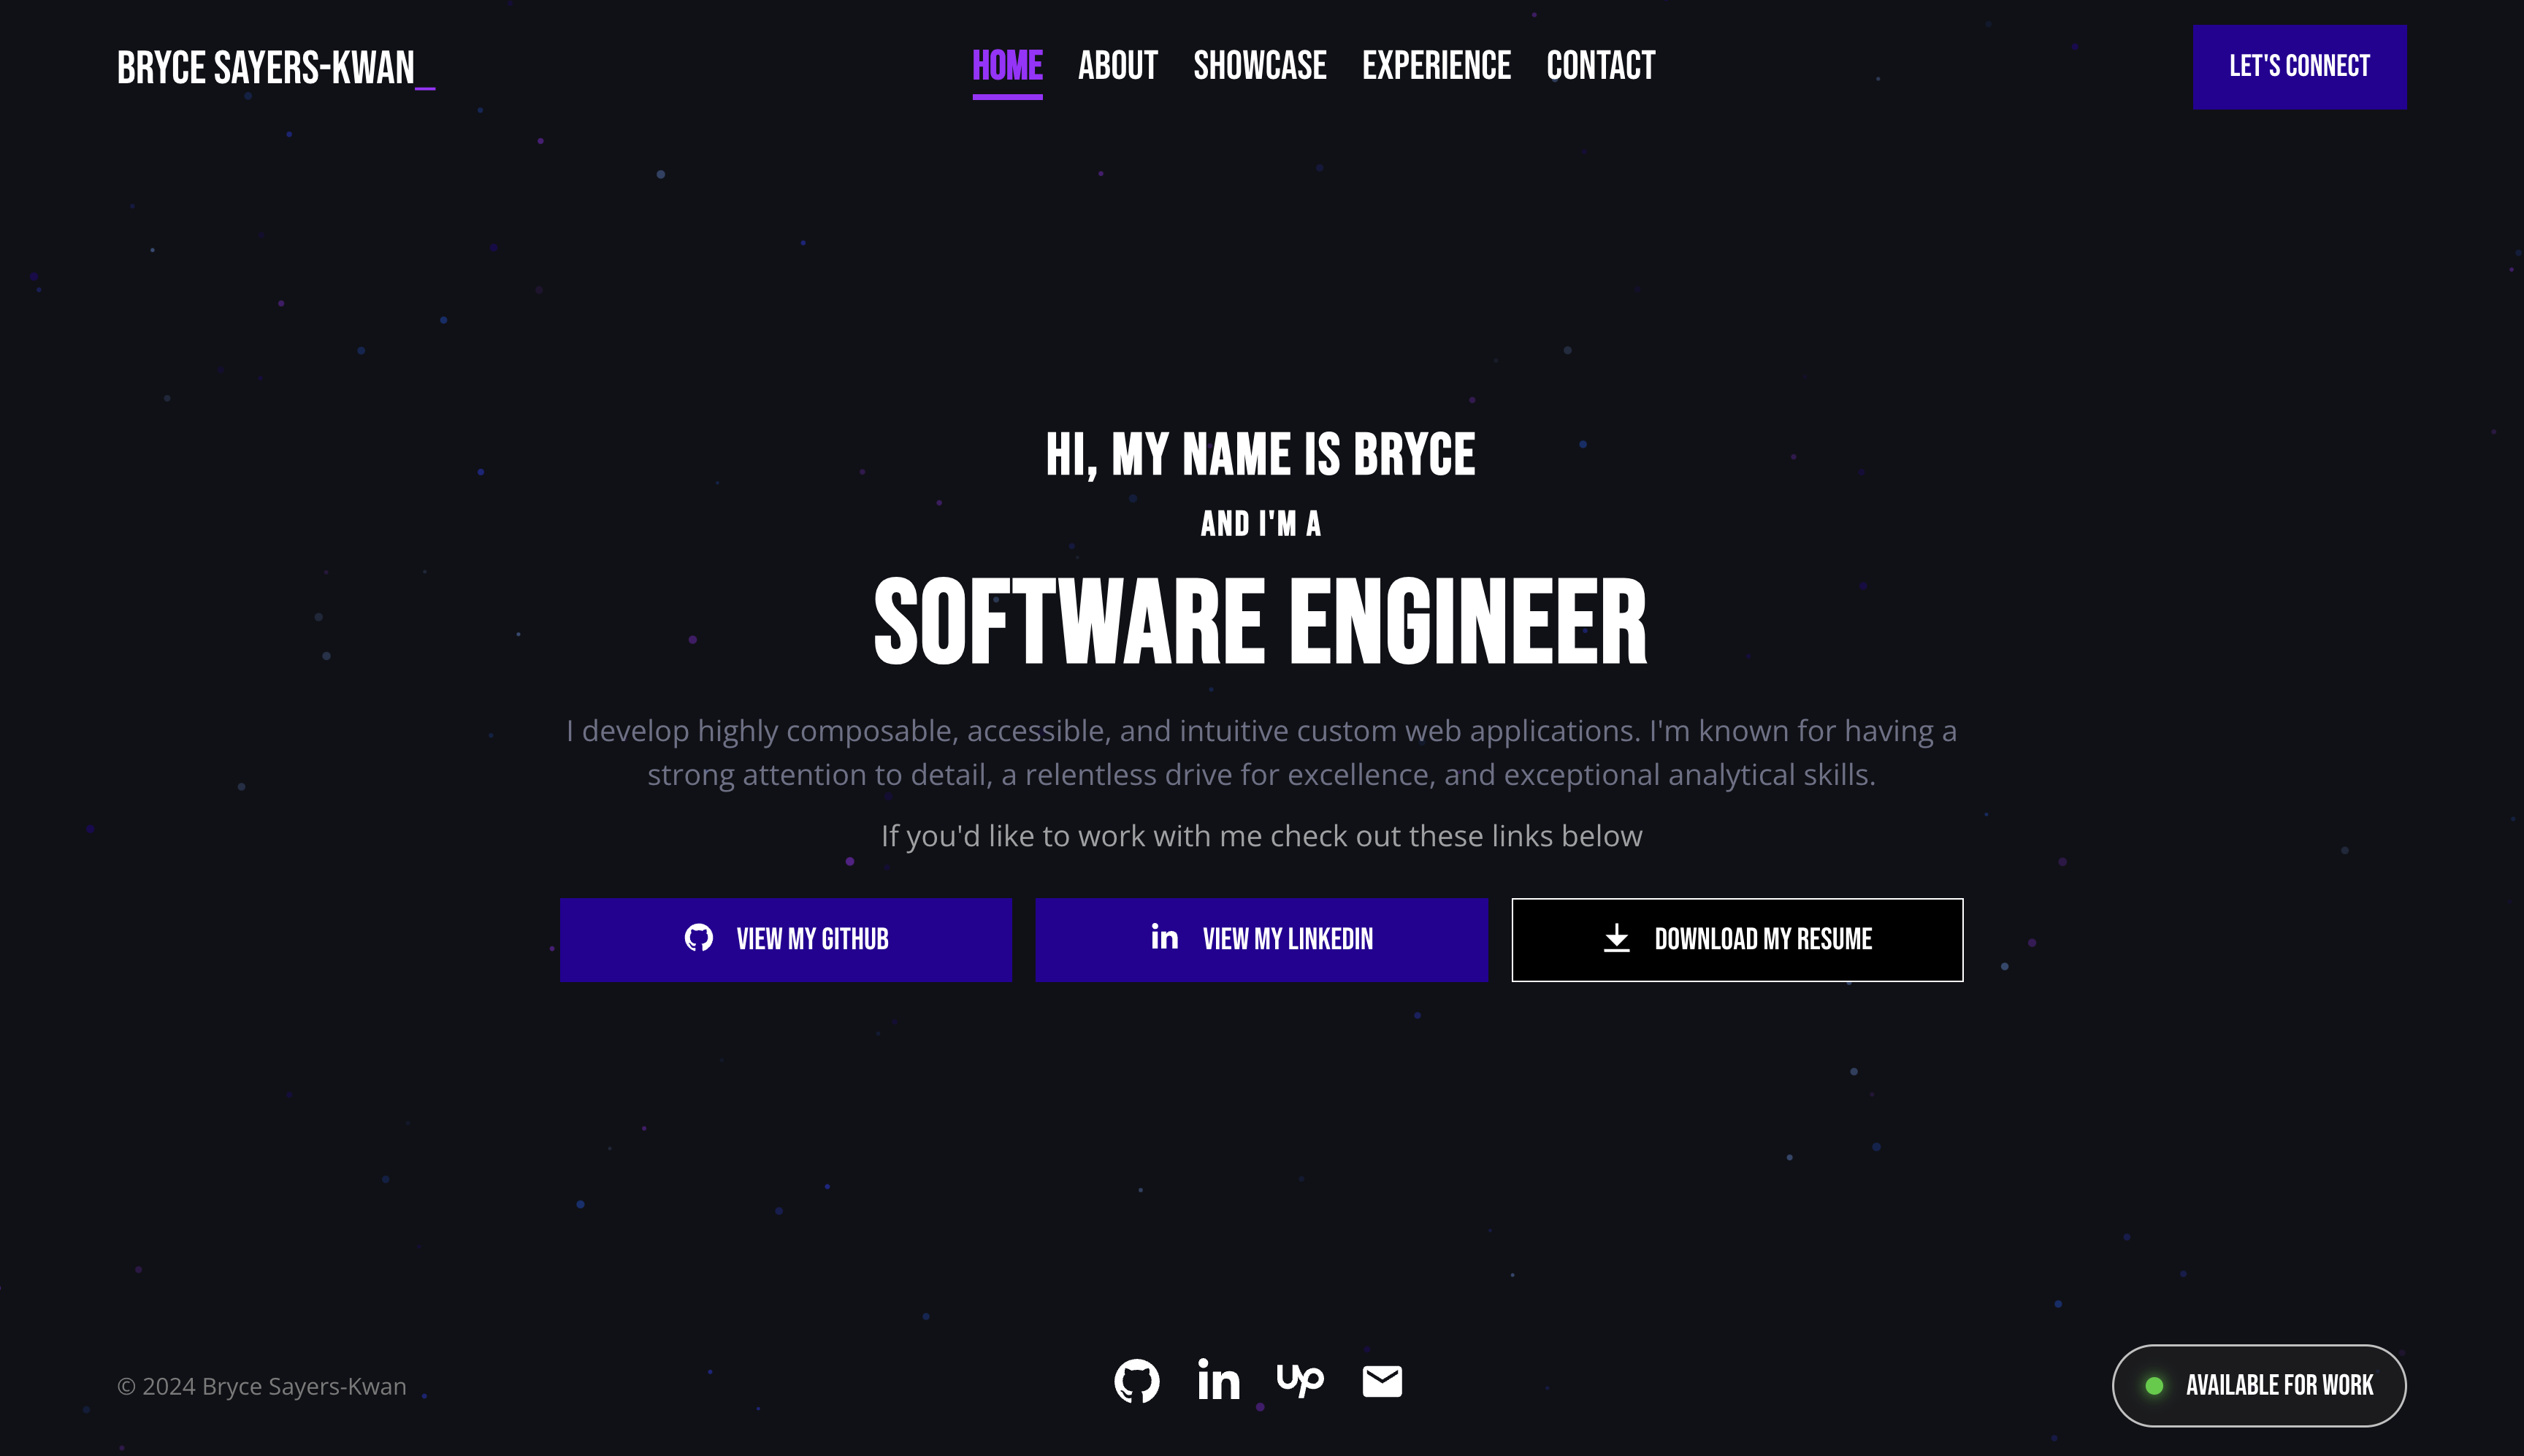 BRYCE SAYERS-KWAN_
HOME ABOUT SHOWCASE EXPERIENCE CONTACT
LET'S CONNECT
HI, MY NAME IS BRYCE
AND I'M A
SOFTWARE ENGINEER
I develop highly composable, accessible, and intuitive custom web applications. I'm known for having a
strong attention to detail, a relentless drive for excellence, and exceptional analytical skills.
If you'd like to work with me check out these links below
VIEW MY GITHUB
in VIEW MY LINKEDIN
DOWNLOAD MY RESUME
© 2024 Bryce Sayers-Kwan
in up
AVAILABLE FOR WORK